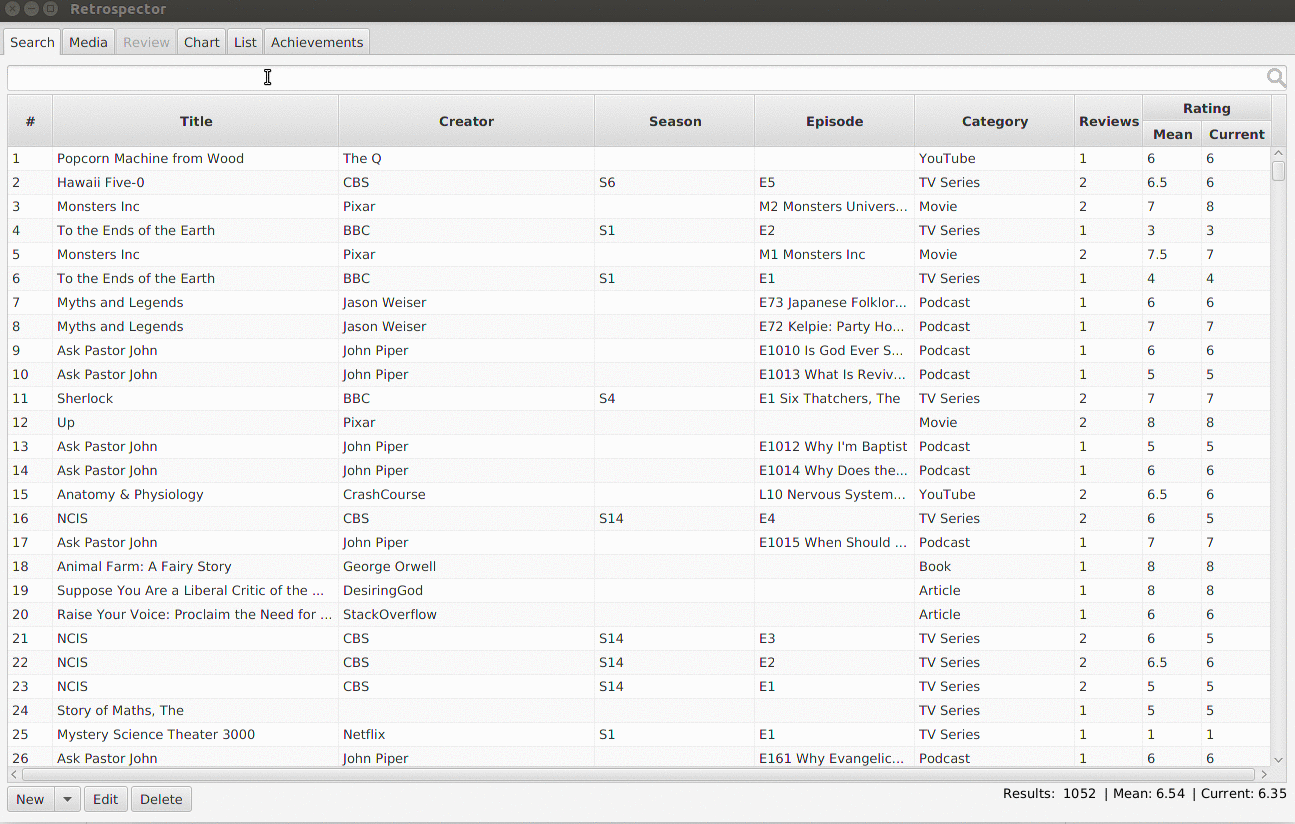 Retrospector
Search Media Review Chart List Achievements
# Title Creator Season Episode Category Reviews Rating
Mean Current
1 Popcorn Machine from Wood The Q YouTube 1 6 6
2 Hawaii Five-0 CBS S6 E5 TV Series 2 6.5 6
3 Monsters Inc Pixar M2 Monsters Univers... Movie 2 7 8
4 To the Ends of the Earth BBC S1 E2 TV Series 1 3 3
5 Monsters Inc Pixar M1 Monsters Inc Movie 2 7.5 7
6 To the Ends of the Earth BBC S1 E1 TV Series 1 4 4
7 Myths and Legends Jason Weiser E73 Japanese Folklor... Podcast 1 6 6
8 Myths and Legends Jason Weiser E72 Kelpie: Party Ho... Podcast 1 7 7
9 Ask Pastor John John Piper E1010 Is God Ever S... Podcast 1 6 6
10 Ask Pastor John John Piper E1013 What Is Reviv... Podcast 1 5 5
11 Sherlock BBC S4 E1 Six Thatchers, The TV Series 2 7 7
12 Up Pixar Movie 2 8 8
13 Ask Pastor John John Piper E1012 Why I'm Baptist Podcast 1 5 5
14 Ask Pastor John John Piper E1014 Why Does the... Podcast 1 6 6
15 Anatomy & Physiology CrashCourse L10 Nervous System... YouTube 2 6.5 6
16 NCIS CBS S14 E4 TV Series 2 6 5
17 Ask Pastor John John Piper E1015 When Should ... Podcast 1 7 7
18 Animal Farm: A Fairy Story George Orwell Book 1 8 8
19 Suppose You Are a Liberal Critic of the ... DesiringGod Article 1 8 8
20 Raise Your Voice: Proclaim the Need for ... StackOverflow Article 1 6 6
21 NCIS CBS S14 E3 TV Series 2 6 5
22 NCIS CBS S14 E2 TV Series 2 6.5 6
23 NCIS CBS S14 E1 TV Series 2 5 5
24 Story of Maths, The TV Series 1 5 5
25 Mystery Science Theater 3000 Netflix S1 E1 TV Series 1 1 1
26 Ask Pastor John John Piper E161 Why Evangelic... Podcast 1 6 6
New Edit Delete Results: 1052 | Mean: 6.54 | Current: 6.35